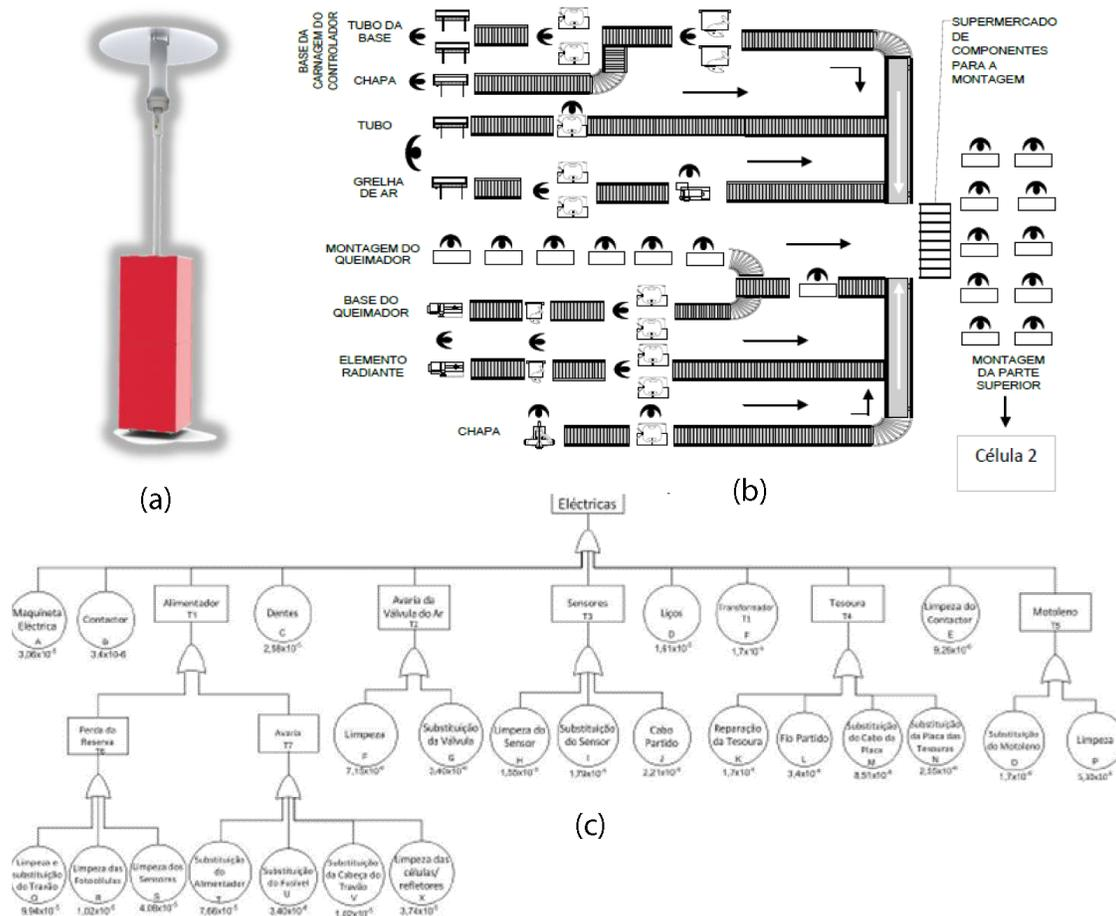 BASE DA
CARNAGEM DO
CONTROLADOR
TUBO DA
BASE
CHAPA
TUBO
GRELHA
DE AR
MONTAGEM DO
QUEIMADOR
BASE DO
QUEIMADOR
ELEMENTO
RADIANTE
CHAPA
SUPERMERCADO
DE
COMPONENTES
PARA A
MONTAGEM
MONTAGEM
DA PARTE
SUPERIOR
Célula 2
(a)
(b)
Eléctricas
Maquineta
Eléctrica
A
Contactor
3,4x10-6
Alimentador
T1
Dentes
C
Avaria da
Válvula do Ar
T2
Sensores
T3
Liços
D
Transformador
T1
F
Tesoura
T4
Limpeza do
Contactor
E
Motoleno
T5
Perda da
Reserva
T6
Avaria
T7
Limpeza
F
Substituição
da Válvula
G
Limpeza do
Sensor
H
Substituição
do Sensor
I
Cabo
Partido
J
Reparação
da Tesoura
K
Fio Partido
L
Substituição
do Cabo da
Placa
M
Substituição
da Placa das
Tesouras
N
Substituição
do Motoleno
Limpeza
P
Limpeza e
substituição
do Travão
Limpeza das
Fotocélulas
R
Limpeza dos
Sensores
S
Substituição do
Alimentador
T
Substituição
do Fusível
U
Substituição
da Cabeça do
Travão
V
Limpeza das
células/
refletores
X
(c)